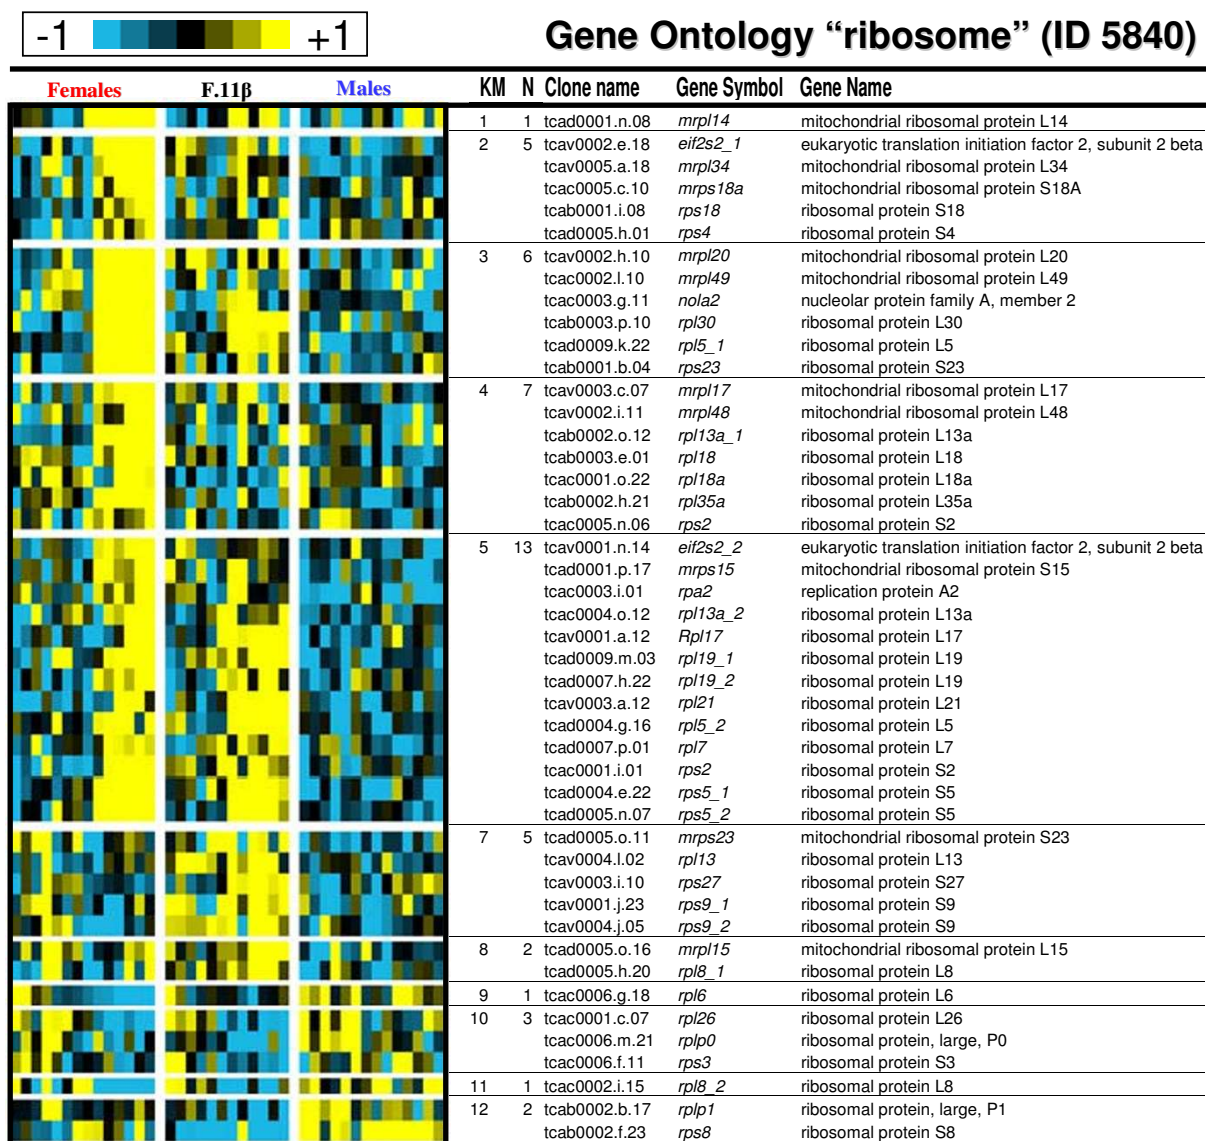 -1 +1 Gene Ontology “ribosome” (ID 5840)
Females F.11β Males KM N Clone name Gene Symbol Gene Name
1 1 tcad0001.n.08 mrpl14 mitochondrial ribosomal protein L14
2 5 tcav0002.e.18 eif2s2_1 eukaryotic translation initiation factor 2, subunit 2 beta
tcav0005.a.18 mrpl34 mitochondrial ribosomal protein L34
tcac0005.c.10 mrps18a mitochondrial ribosomal protein S18A
tcab0001.i.08 rps18 ribosomal protein S18
tcad0005.h.01 rps4 ribosomal protein S4
3 6 tcav0002.h.10 mrpl20 mitochondrial ribosomal protein L20
tcac0002.l.10 mrpl49 mitochondrial ribosomal protein L49
tcac0003.g.11 nola2 nucleolar protein family A, member 2
tcab0003.p.10 rpl30 ribosomal protein L30
tcad0009.k.22 rpl5_1 ribosomal protein L5
tcab0001.b.04 rps23 ribosomal protein S23
4 7 tcav0003.c.07 mrpl17 mitochondrial ribosomal protein L17
tcav0002.i.11 mrpl48 mitochondrial ribosomal protein L48
tcab0002.o.12 rpl13a_1 ribosomal protein L13a
tcab0003.e.01 rpl18 ribosomal protein L18
tcac0001.o.22 rpl18a ribosomal protein L18a
tcab0002.h.21 rpl35a ribosomal protein L35a
tcac0005.n.06 rps2 ribosomal protein S2
5 13 tcav0001.n.14 eif2s2_2 eukaryotic translation initiation factor 2, subunit 2 beta
tcad0001.p.17 mrps15 mitochondrial ribosomal protein S15
tcac0003.i.01 rpa2 replication protein A2
tcac0004.o.12 rpl13a_2 ribosomal protein L13a
tcav0001.a.12 Rpl17 ribosomal protein L17
tcad0009.m.03 rpl19_1 ribosomal protein L19
tcad0007.h.22 rpl19_2 ribosomal protein L19
tcav0003.a.12 rpl21 ribosomal protein L21
tcad0004.g.16 rpl5_2 ribosomal protein L5
tcad0007.p.01 rpl7 ribosomal protein L7
tcac0001.i.01 rps2 ribosomal protein S2
tcad0004.e.22 rps5_1 ribosomal protein S5
tcad0005.n.07 rps5_2 ribosomal protein S5
7 5 tcad0005.o.11 mrps23 mitochondrial ribosomal protein S23
tcav0004.l.02 rpl13 ribosomal protein L13
tcav0003.i.10 rps27 ribosomal protein S27
tcav0001.j.23 rps9_1 ribosomal protein S9
tcav0004.j.05 rps9_2 ribosomal protein S9
8 2 tcad0005.o.16 mrpl15 mitochondrial ribosomal protein L15
tcad0005.h.20 rpl8_1 ribosomal protein L8
9 1 tcac0006.g.18 rpl6 ribosomal protein L6
10 3 tcac0001.c.07 rpl26 ribosomal protein L26
tcac0006.m.21 rplp0 ribosomal protein, large, P0
tcac0006.f.11 rps3 ribosomal protein S3
11 1 tcac0002.i.15 rpl8_2 ribosomal protein L8
12 2 tcab0002.b.17 rplp1 ribosomal protein, large, P1
tcab0002.f.23 rps8 ribosomal protein S8